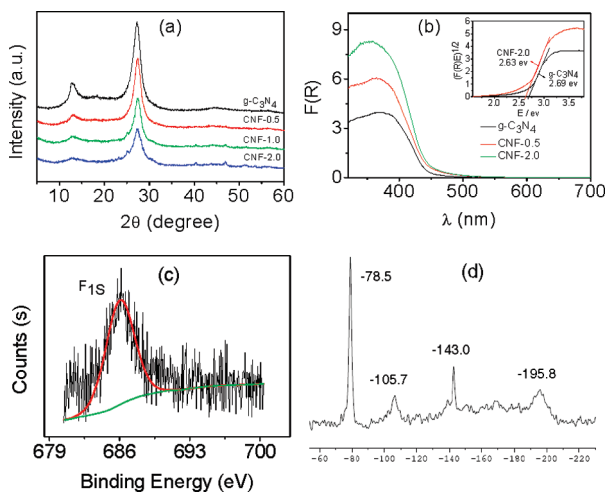 (a)
Intensity (a.u.)
g-C3N4
CNF-0.5
CNF-1.0
CNF-2.0
10 20 30 40 50 60
2θ (degree)
(b)
F(R)
9
6
3
0
400 500 600 700
λ (nm)
g-C3N4
CNF-0.5
CNF-2.0
(F(R)E)1/2
6
4
2
0
CNF-2.0
2.63 ev
g-C3N4
2.69 ev
2.0 2.5 3.0 3.5
E / ev
(c)
F1S
Counts (s)
679 686 693 700
Binding Energy (eV)
(d)
-78.5
-105.7
-143.0
-195.8
-60 -80 -100 -120 -140 -160 -180 -200 -220